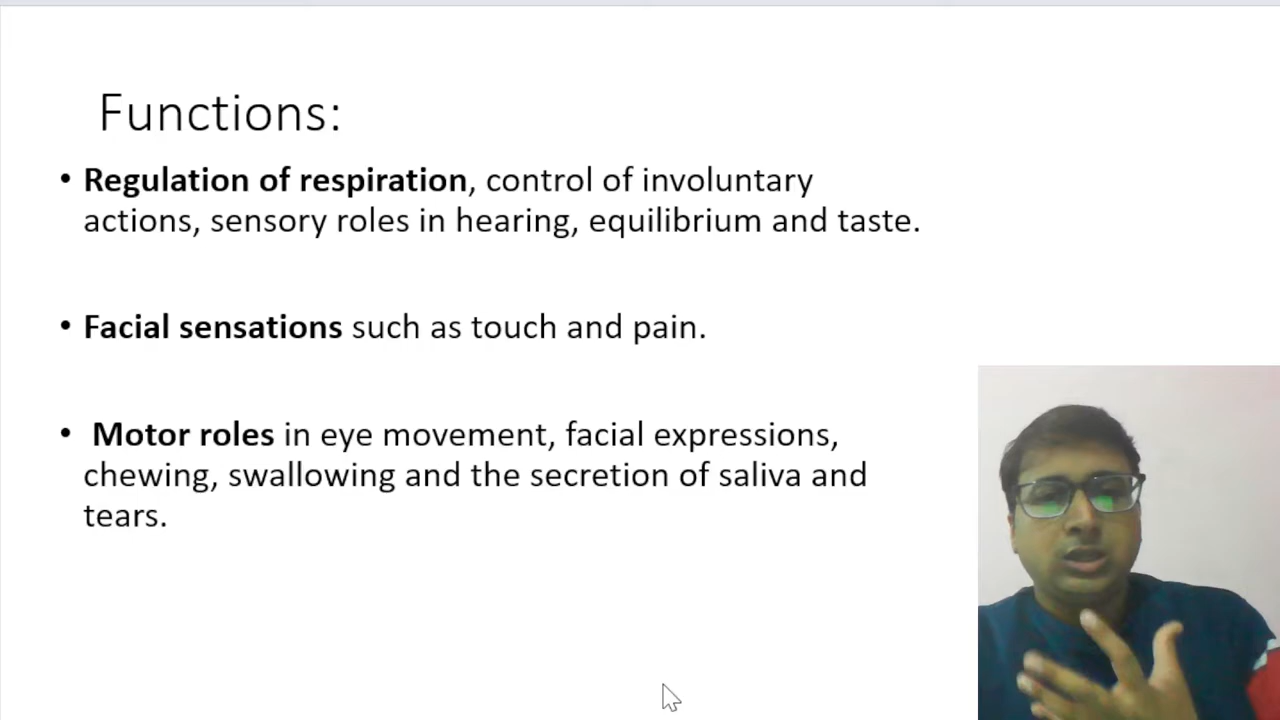 Functions:
• Regulation of respiration, control of involuntary
actions, sensory roles in hearing, equilibrium and taste.
• Facial sensations such as touch and pain.
• Motor roles in eye movement, facial expressions,
chewing, swallowing and the secretion of saliva and
tears.